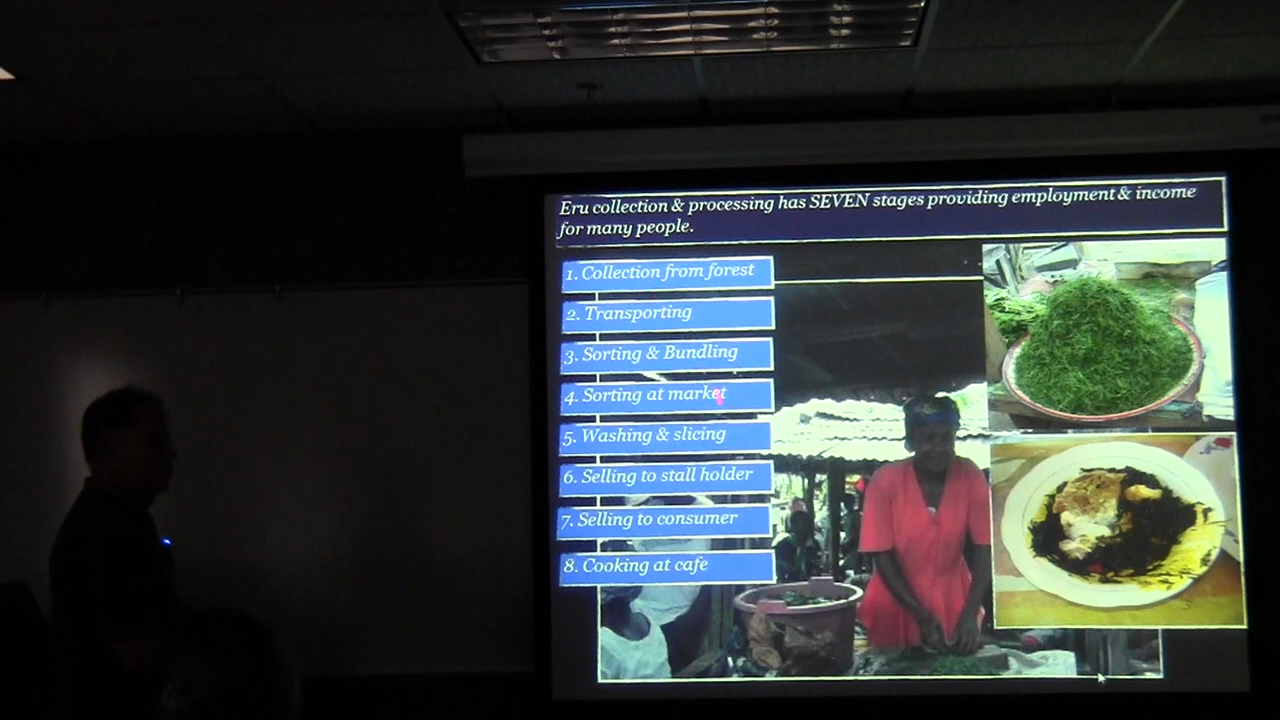 Eru collection & processing has SEVEN stages providing employment & income
for many people.
1. Collection from forest
2. Transporting
3. Sorting & Bundling
4. Sorting at market
5. Washing & slicing
6. Selling to stall holder
7. Selling to consumer
8. Cooking at cafe